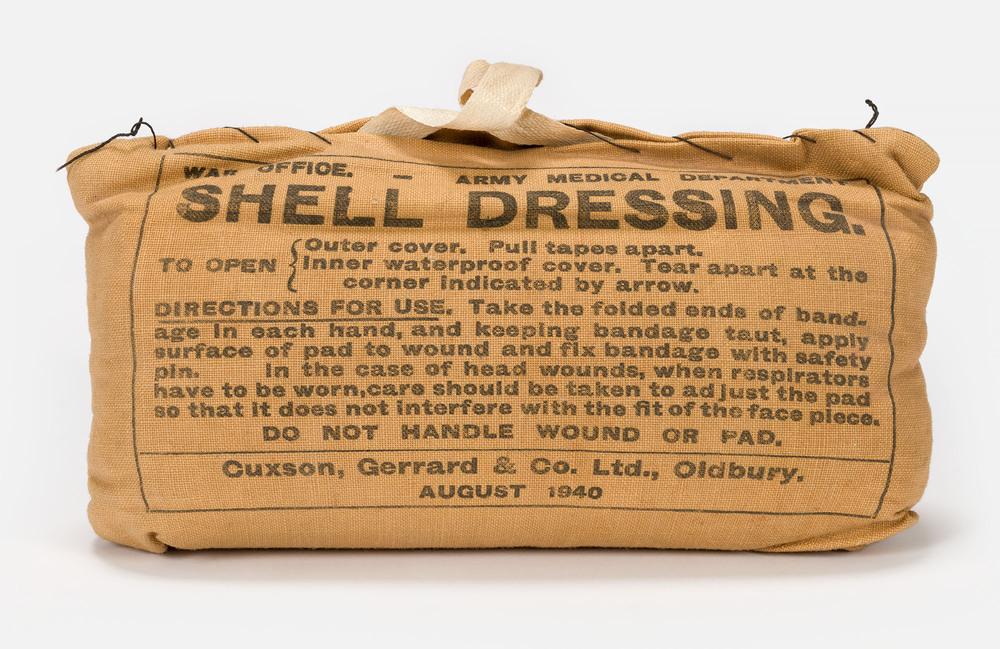 WAR OFFICE. – ARMY MEDICAL DEPARTMENT
SHELL DRESSING.
TO OPEN { Outer cover. Pull tapes apart.
Inner waterproof cover. Tear apart at the
corner indicated by arrow.
DIRECTIONS FOR USE. Take the folded ends of band-
age in each hand, and keeping bandage taut, apply
surface of pad to wound and fix bandage with safety
pin. In the case of head wounds, when respirators
have to be worn, care should be taken to adjust the pad
so that it does not interfere with the fit of the face piece.
DO NOT HANDLE WOUND OR PAD.
Cuxson, Gerrard & Co. Ltd., Oldbury.
AUGUST 1940